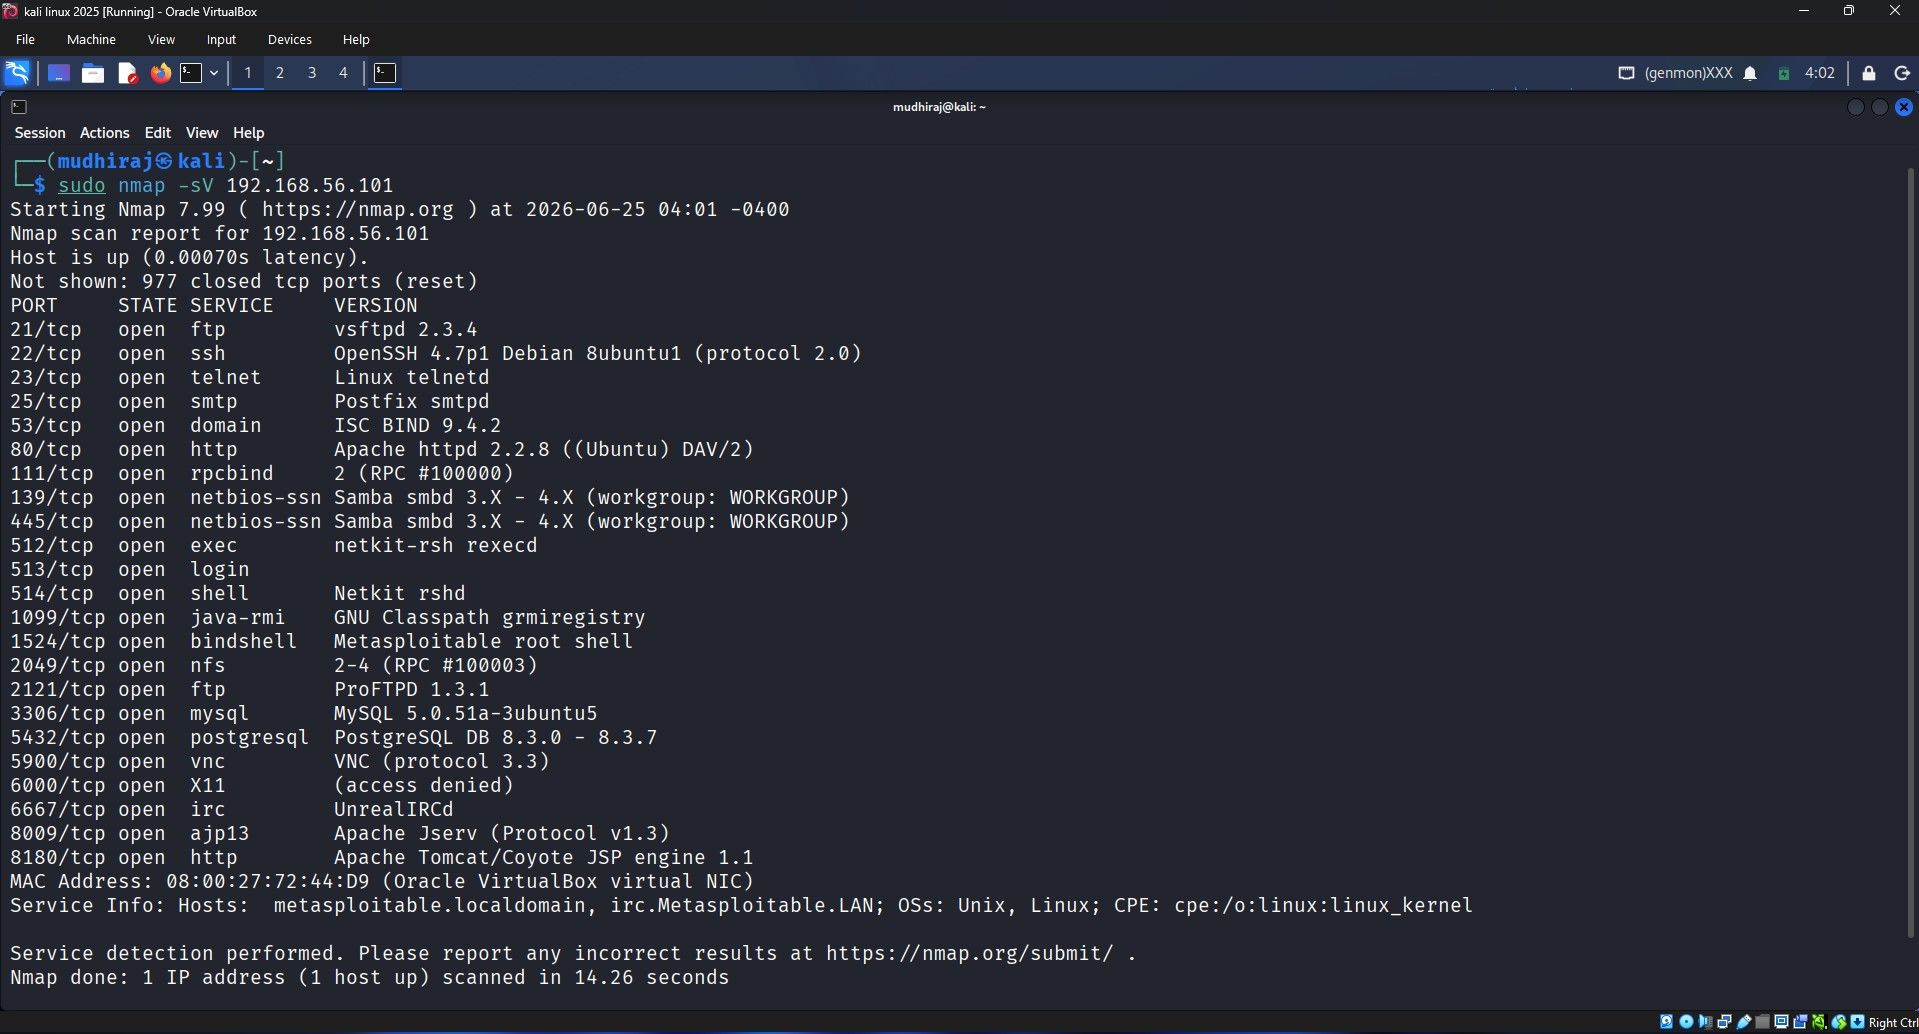 kali linux 2025 [Running] - Oracle VirtualBox
File Machine View Input Devices Help
1 2 3 4 (genmon)XXX 4:02
mudhiraj@kali: ~
Session Actions Edit View Help
┌──(mudhiraj㉿kali)-[~]
└─$ sudo nmap -sV 192.168.56.101
Starting Nmap 7.99 ( https://nmap.org ) at 2026-06-25 04:01 -0400
Nmap scan report for 192.168.56.101
Host is up (0.00070s latency).
Not shown: 977 closed tcp ports (reset)
PORT     STATE SERVICE     VERSION
21/tcp   open  ftp         vsftpd 2.3.4
22/tcp   open  ssh         OpenSSH 4.7p1 Debian 8ubuntu1 (protocol 2.0)
23/tcp   open  telnet      Linux telnetd
25/tcp   open  smtp        Postfix smtpd
53/tcp   open  domain      ISC BIND 9.4.2
80/tcp   open  http        Apache httpd 2.2.8 ((Ubuntu) DAV/2)
111/tcp  open  rpcbind     2 (RPC #100000)
139/tcp  open  netbios-ssn Samba smbd 3.X - 4.X (workgroup: WORKGROUP)
445/tcp  open  netbios-ssn Samba smbd 3.X - 4.X (workgroup: WORKGROUP)
512/tcp  open  exec        netkit-rsh rexecd
513/tcp  open  login
514/tcp  open  shell       Netkit rshd
1099/tcp open  java-rmi    GNU Classpath grmiregistry
1524/tcp open  bindshell   Metasploitable root shell
2049/tcp open  nfs         2-4 (RPC #100003)
2121/tcp open  ftp         ProFTPD 1.3.1
3306/tcp open  mysql       MySQL 5.0.51a-3ubuntu5
5432/tcp open  postgresql  PostgreSQL DB 8.3.0 - 8.3.7
5900/tcp open  vnc         VNC (protocol 3.3)
6000/tcp open  X11         (access denied)
6667/tcp open  irc         UnrealIRCd
8009/tcp open  ajp13       Apache Jserv (Protocol v1.3)
8180/tcp open  http        Apache Tomcat/Coyote JSP engine 1.1
MAC Address: 08:00:27:72:44:D9 (Oracle VirtualBox virtual NIC)
Service Info: Hosts:  metasploitable.localdomain, irc.Metasploitable.LAN; OSs: Unix, Linux; CPE: cpe:/o:linux:linux_kernel
Service detection performed. Please report any incorrect results at https://nmap.org/submit/ .
Nmap done: 1 IP address (1 host up) scanned in 14.26 seconds
Right Ctrl